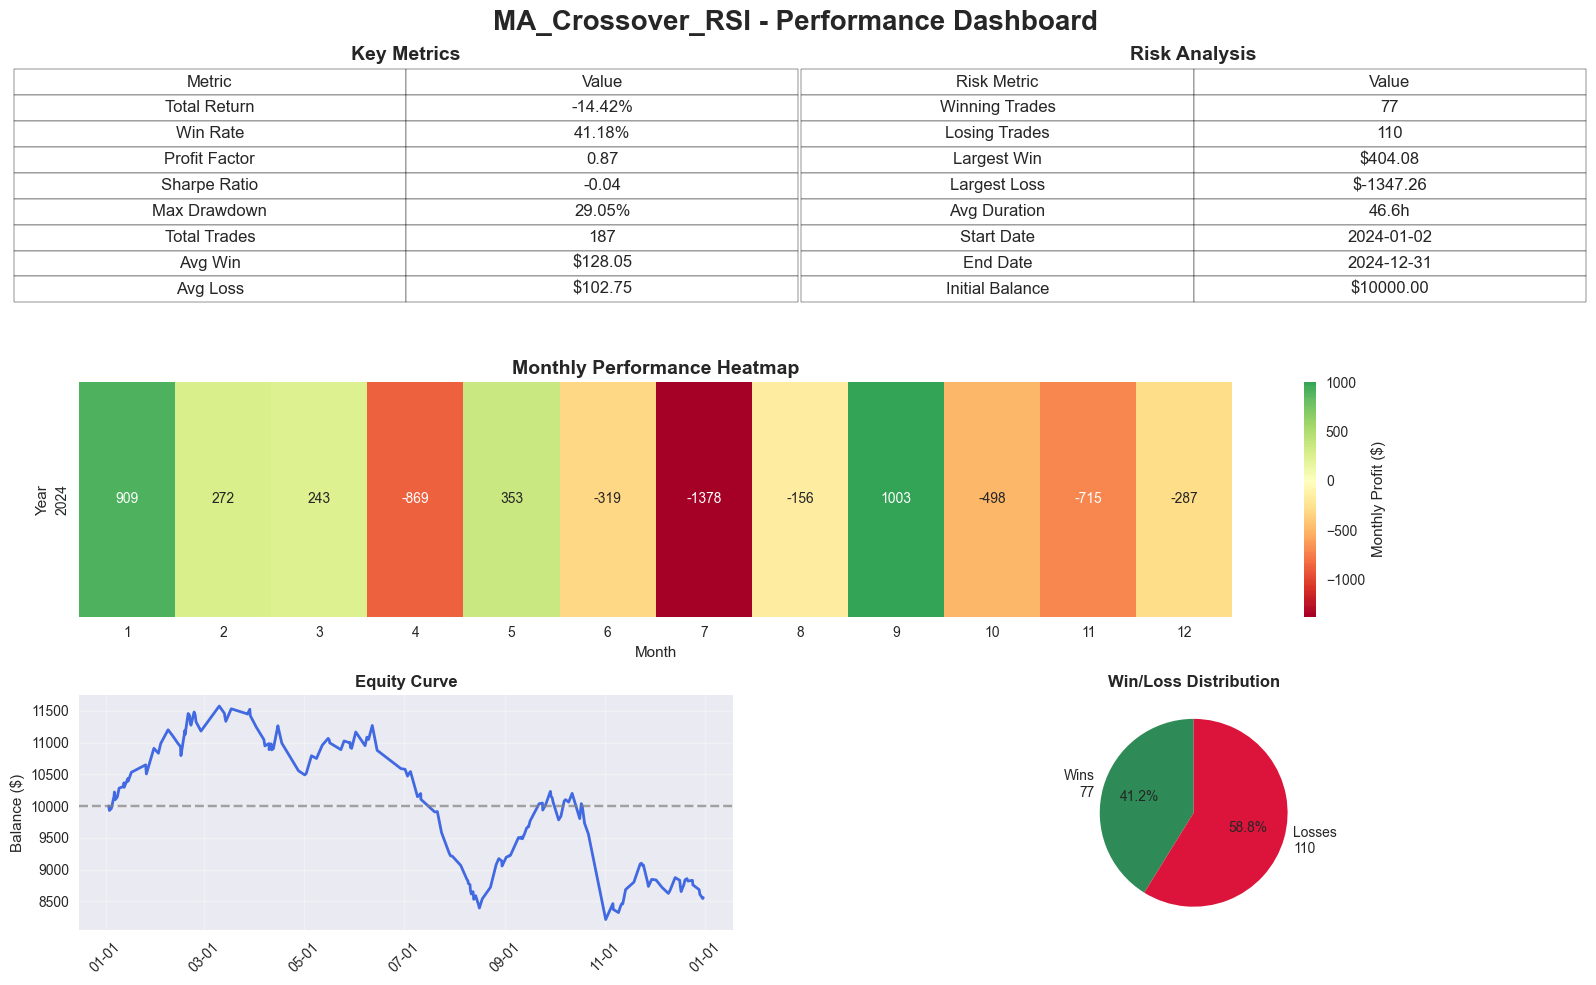 MA_Crossover_RSI - Performance Dashboard
Key Metrics
Metric Value
Total Return -14.42%
Win Rate 41.18%
Profit Factor 0.87
Sharpe Ratio -0.04
Max Drawdown 29.05%
Total Trades 187
Avg Win $128.05
Avg Loss $102.75
Risk Analysis
Risk Metric Value
Winning Trades 77
Losing Trades 110
Largest Win $404.08
Largest Loss $-1347.26
Avg Duration 46.6h
Start Date 2024-01-02
End Date 2024-12-31
Initial Balance $10000.00
Monthly Performance Heatmap
Year
2024
909 272 243 -869 353 -319 -1378 -156 1003 -498 -715 -287
1 2 3 4 5 6 7 8 9 10 11 12
Month
1000
500
0
−500
−1000
Monthly Profit ($)
Equity Curve
Balance ($)
11500
11000
10500
10000
9500
9000
8500
01-01 03-01 05-01 07-01 09-01 11-01 01-01
Win/Loss Distribution
Wins
77
41.2%
58.8%
Losses
110